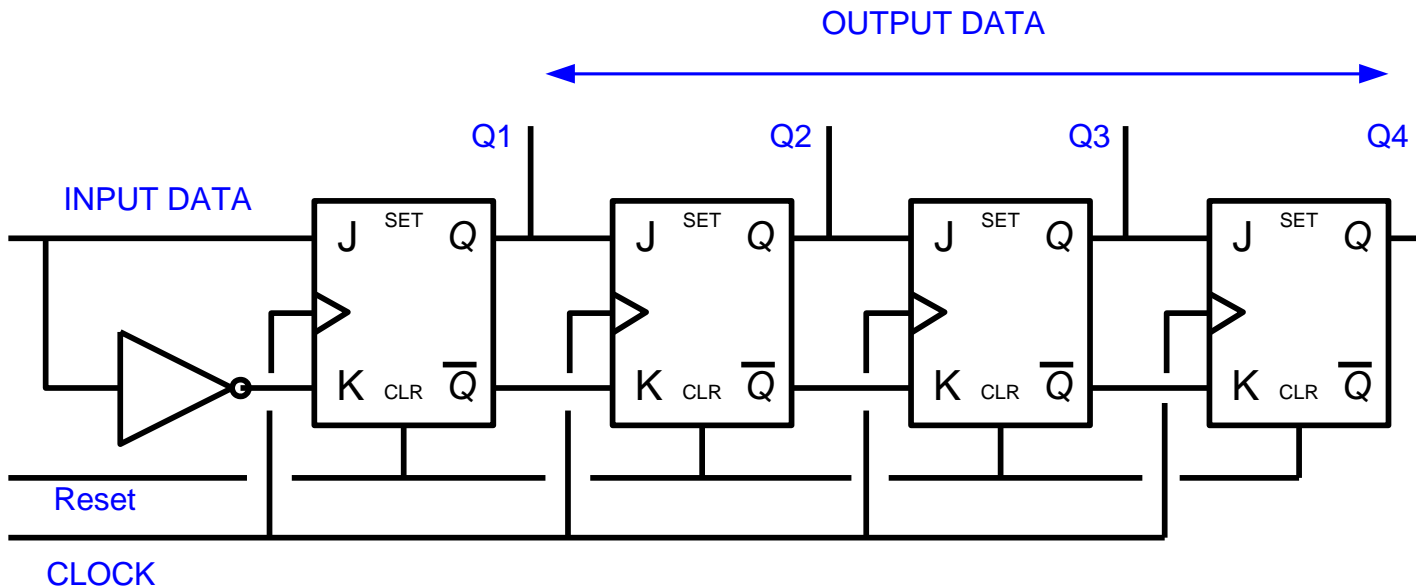 OUTPUT DATA
Q1 Q2 Q3 Q4
INPUT DATA
J SET Q J SET Q J SET Q J SET Q
K CLR Q̅ K CLR Q̅ K CLR Q̅ K CLR Q̅
Reset
CLOCK